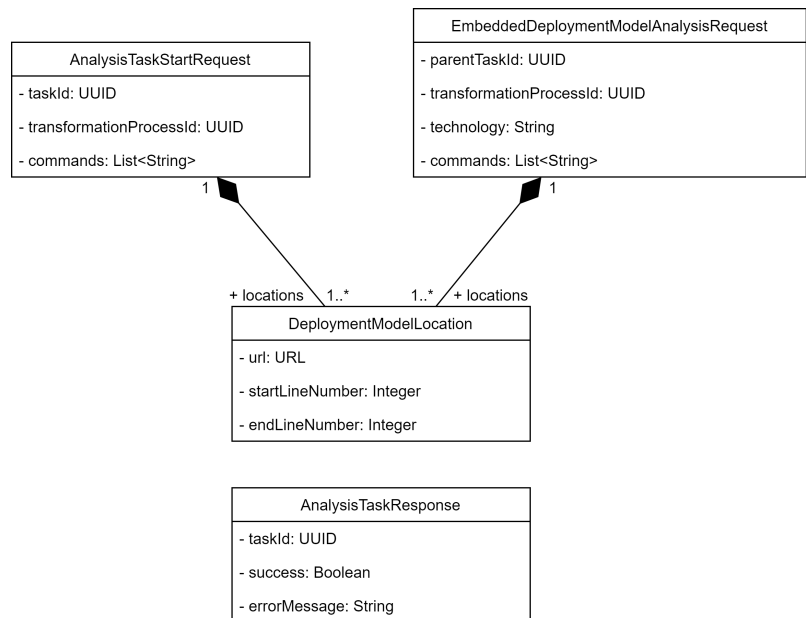 EmbeddedDeploymentModelAnalysisRequest
- parentTaskId: UUID
- transformationProcessId: UUID
- technology: String
- commands: List<String>
AnalysisTaskStartRequest
- taskId: UUID
- transformationProcessId: UUID
- commands: List<String>
1
1
+ locations
1..*
1..*
+ locations
DeploymentModelLocation
- url: URL
- startLineNumber: Integer
- endLineNumber: Integer
AnalysisTaskResponse
- taskId: UUID
- success: Boolean
- errorMessage: String